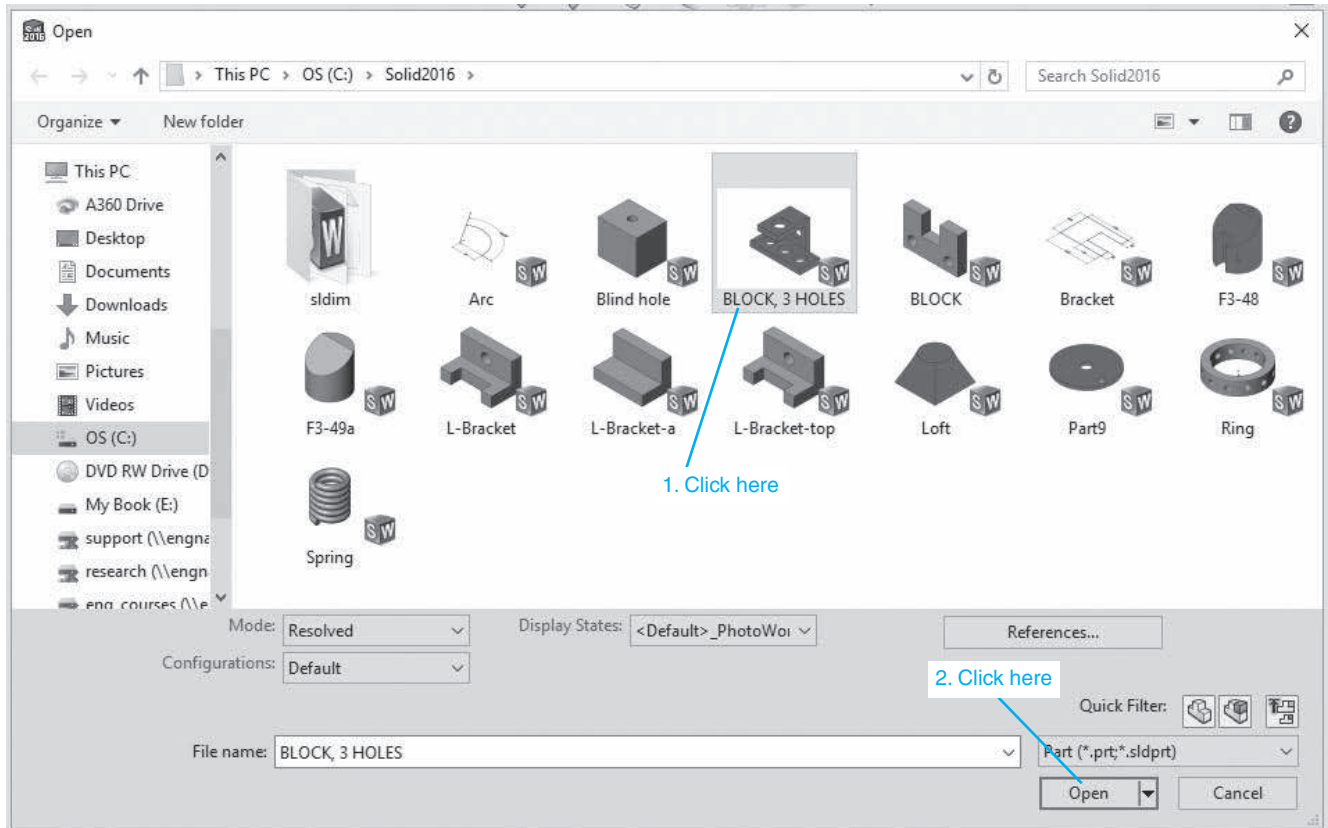 Open
This PC > OS (C:) > Solid2016 >
Search Solid2016
Organize
New folder
This PC
A360 Drive
Desktop
Documents
Downloads
Music
Pictures
Videos
OS (C:)
DVD RW Drive (D
My Book (E:)
support (\\engna
research (\\engn
eng_courses (\\e
sldim
Arc
Blind hole
BLOCK, 3 HOLES
BLOCK
Bracket
F3-48
F3-49a
L-Bracket
L-Bracket-a
L-Bracket-top
Loft
Part9
Ring
Spring
1. Click here
Mode: Resolved
Display States: <Default>_PhotoWor
References...
Configurations: Default
2. Click here
Quick Filter:
File name: BLOCK, 3 HOLES
Part (*.prt;*.sldprt)
Open
Cancel